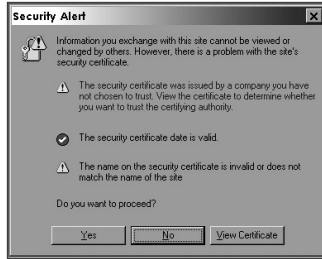 Security Alert
Information you exchange with this site cannot be viewed or
changed by others. However, there is a problem with the site's
security certificate.
The security certificate was issued by a company you have
not chosen to trust. View the certificate to determine whether
you want to trust the certifying authority.
The security certificate date is valid.
The name on the security certificate is invalid or does not
match the name of the site
Do you want to proceed?
Yes No View Certificate